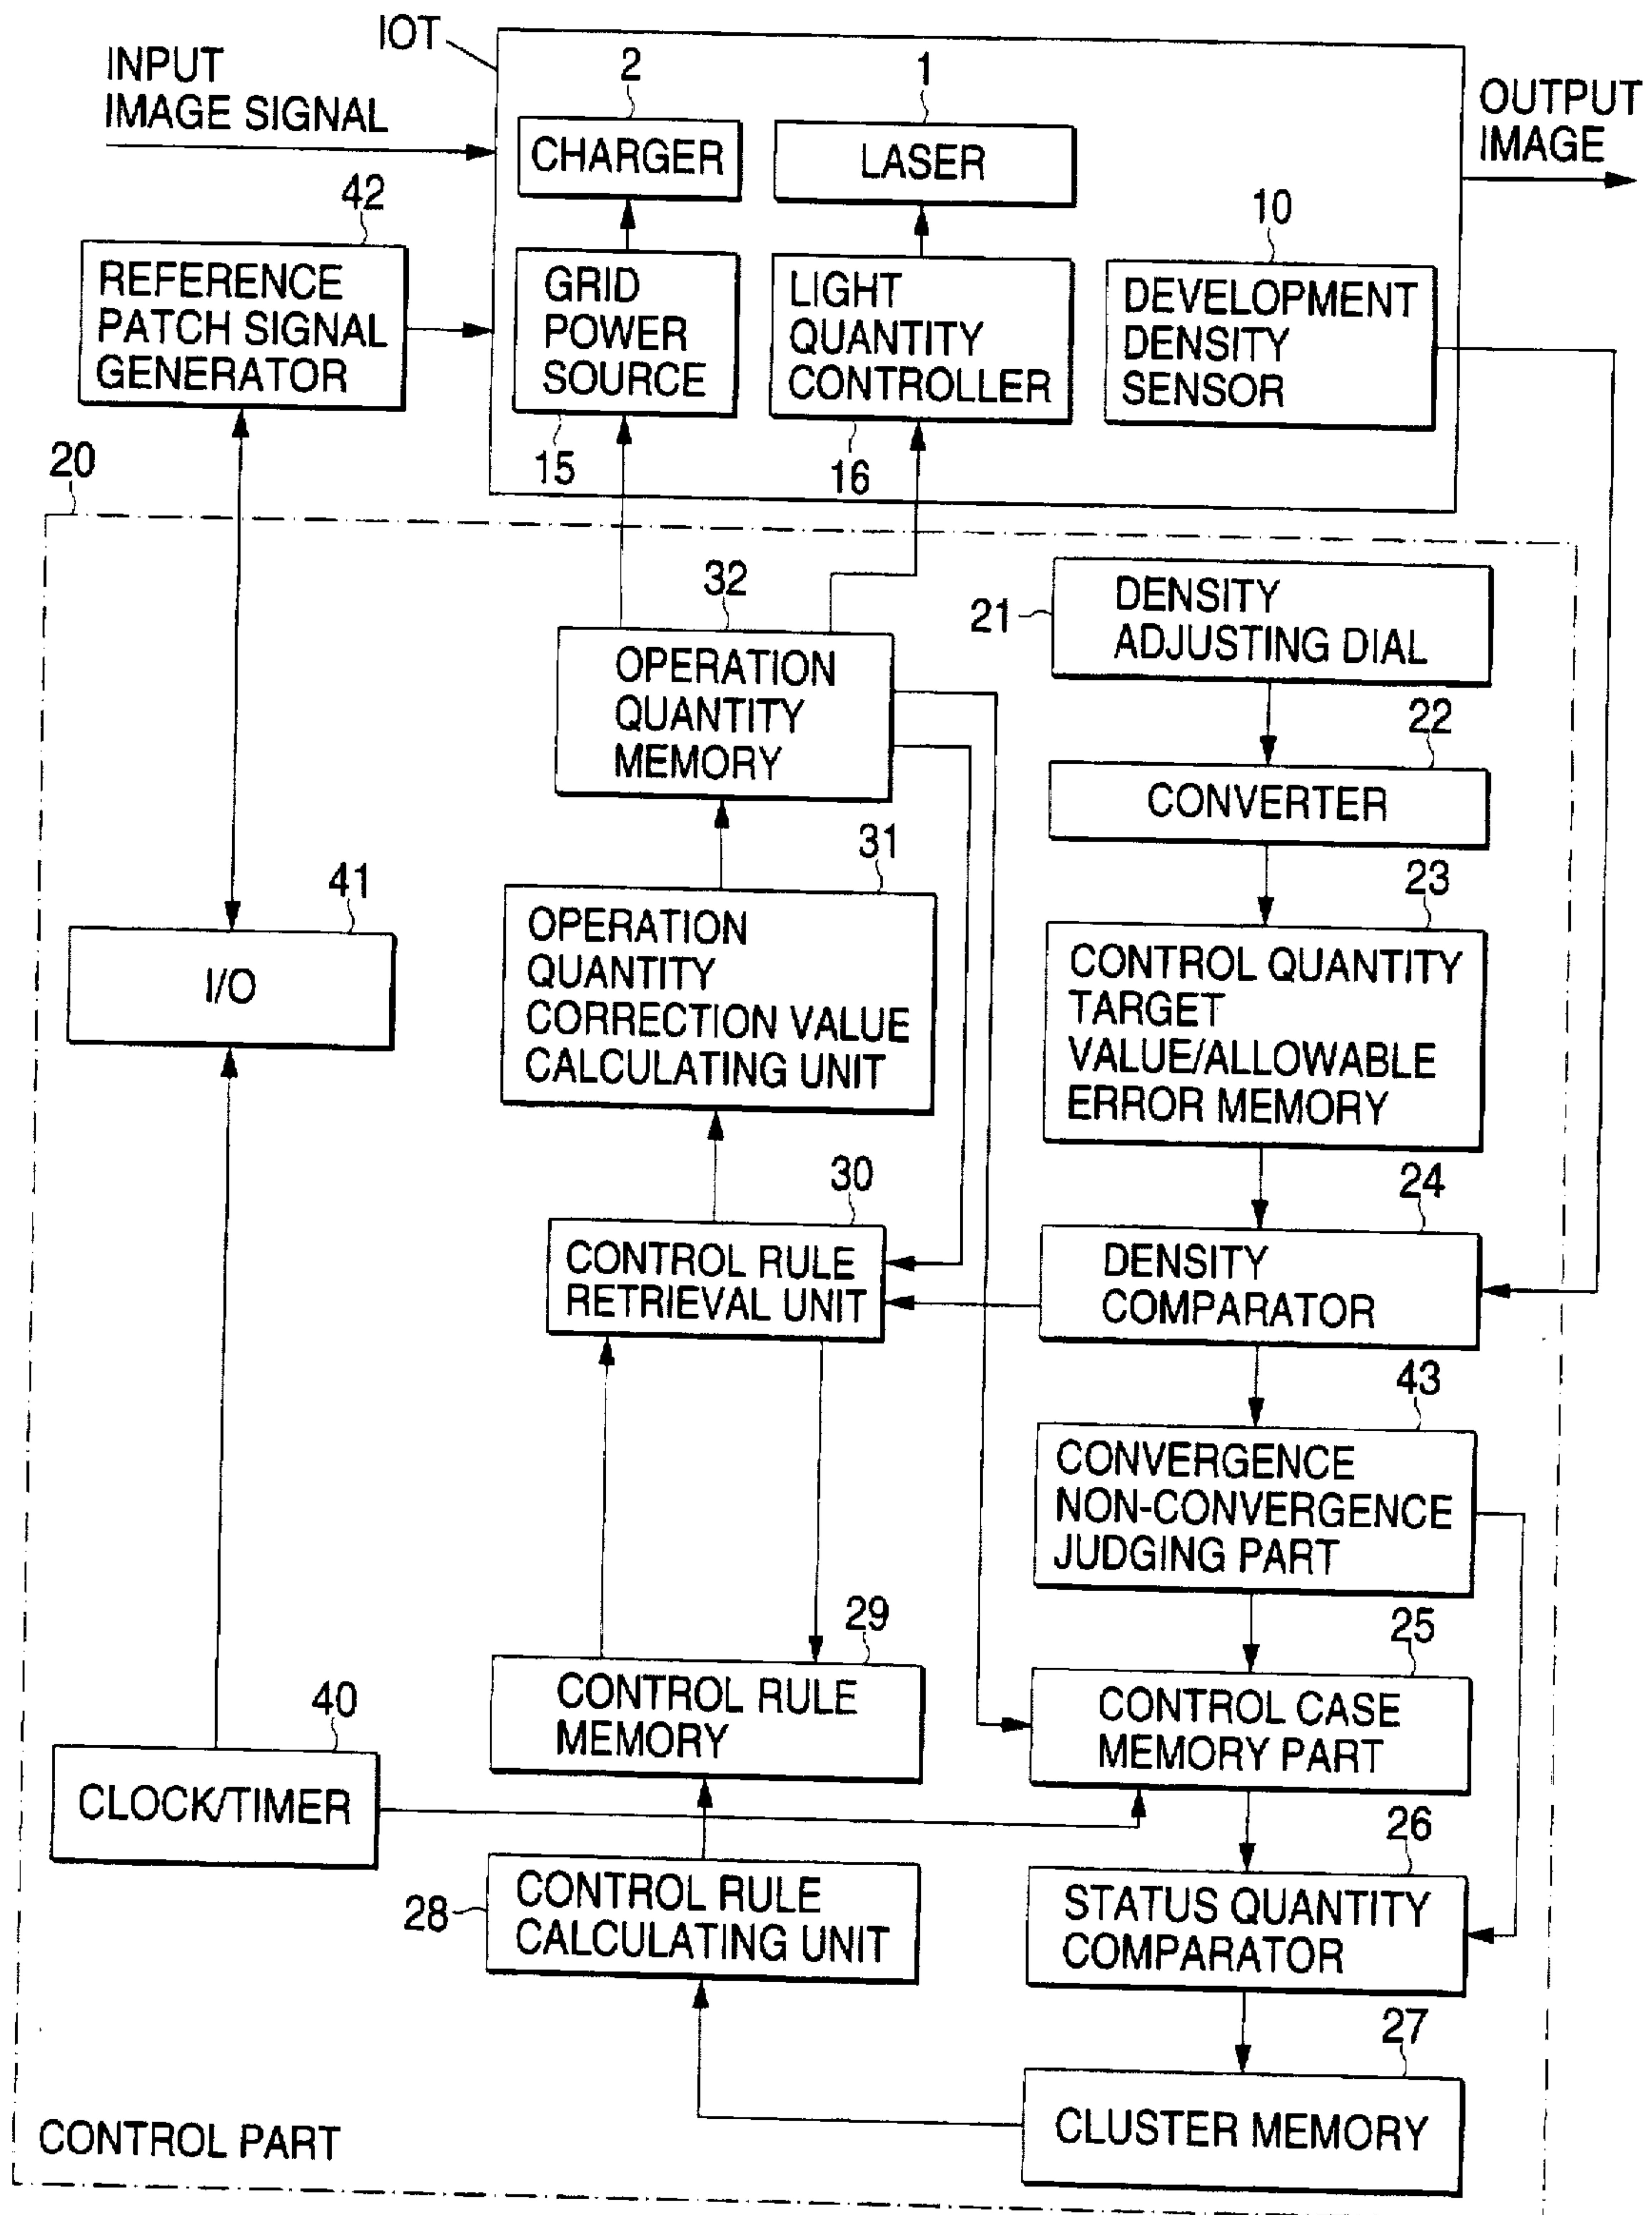 IOT
INPUT
IMAGE SIGNAL
OUTPUT
IMAGE
2
CHARGER
1
LASER
42
REFERENCE
PATCH SIGNAL
GENERATOR
GRID
POWER
SOURCE
15
LIGHT
QUANTITY
CONTROLLER
16
10
DEVELOPMENT
DENSITY
SENSOR
20
32
OPERATION
QUANTITY
MEMORY
21
DENSITY
ADJUSTING DIAL
22
CONVERTER
31
OPERATION
QUANTITY
CORRECTION VALUE
CALCULATING UNIT
23
CONTROL QUANTITY
TARGET
VALUE/ALLOWABLE
ERROR MEMORY
41
I/O
30
CONTROL RULE
RETRIEVAL UNIT
24
DENSITY
COMPARATOR
43
CONVERGENCE
NON-CONVERGENCE
JUDGING PART
29
CONTROL RULE
MEMORY
25
CONTROL CASE
MEMORY PART
40
CLOCK/TIMER
28
CONTROL RULE
CALCULATING UNIT
26
STATUS QUANTITY
COMPARATOR
27
CLUSTER MEMORY
CONTROL PART